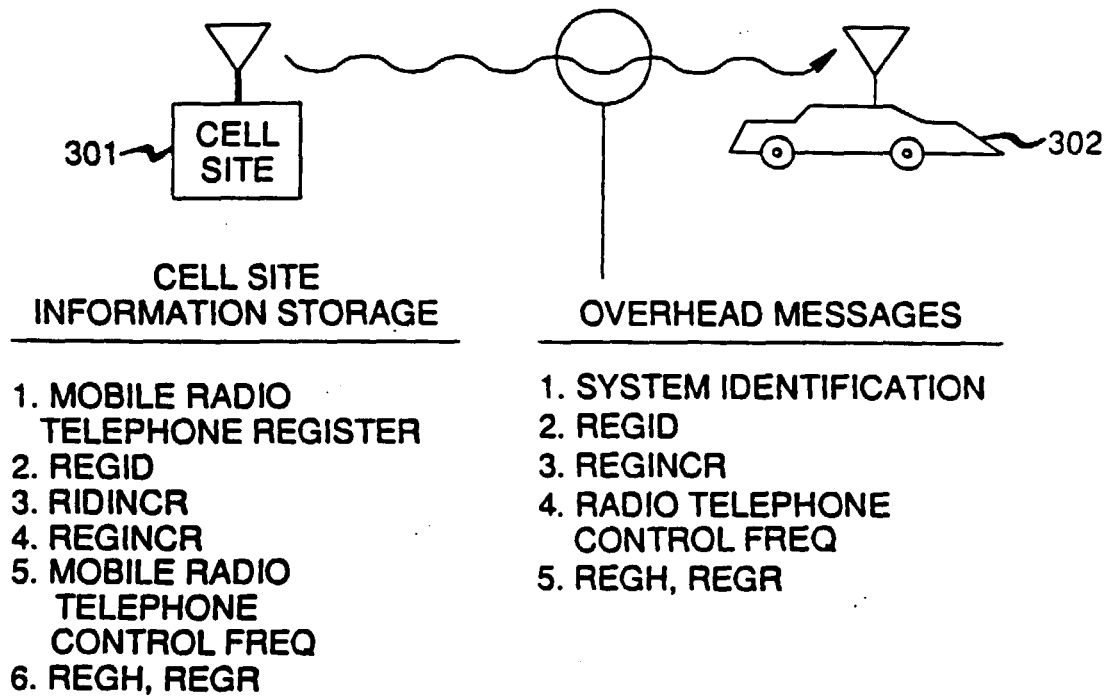 CELL
SITE
301
302
CELL SITE
INFORMATION STORAGE
1. MOBILE RADIO
TELEPHONE REGISTER
2. REGID
3. RIDINCR
4. REGINCR
5. MOBILE RADIO
TELEPHONE
CONTROL FREQ
6. REGH, REGR
OVERHEAD MESSAGES
1. SYSTEM IDENTIFICATION
2. REGID
3. REGINCR
4. RADIO TELEPHONE
CONTROL FREQ
5. REGH, REGR